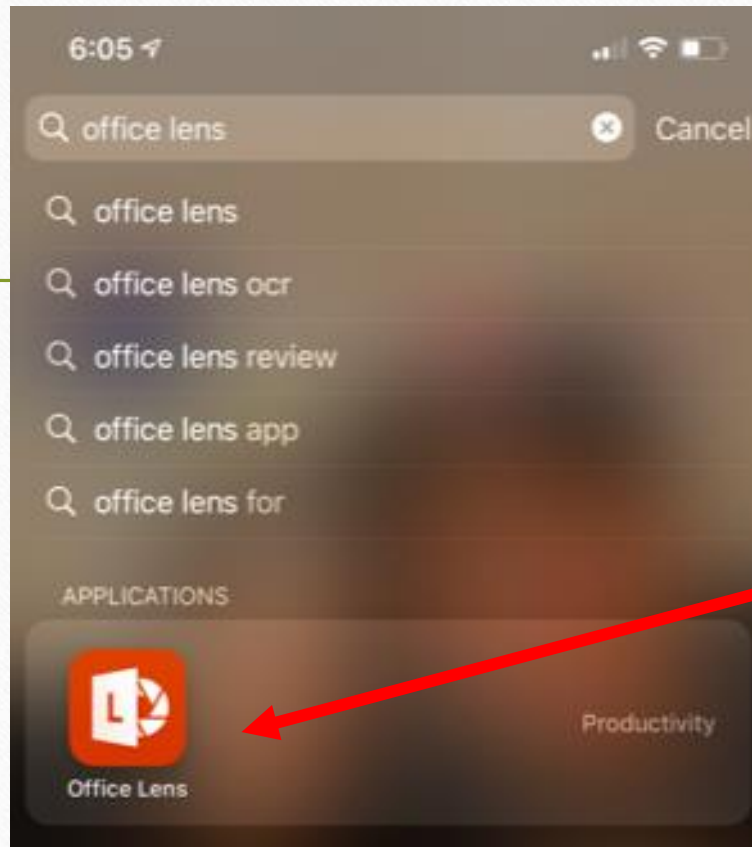 6:05
office lens Cancel
office lens
office lens ocr
office lens review
office lens app
office lens for
APPLICATIONS
L
Productivity
Office Lens